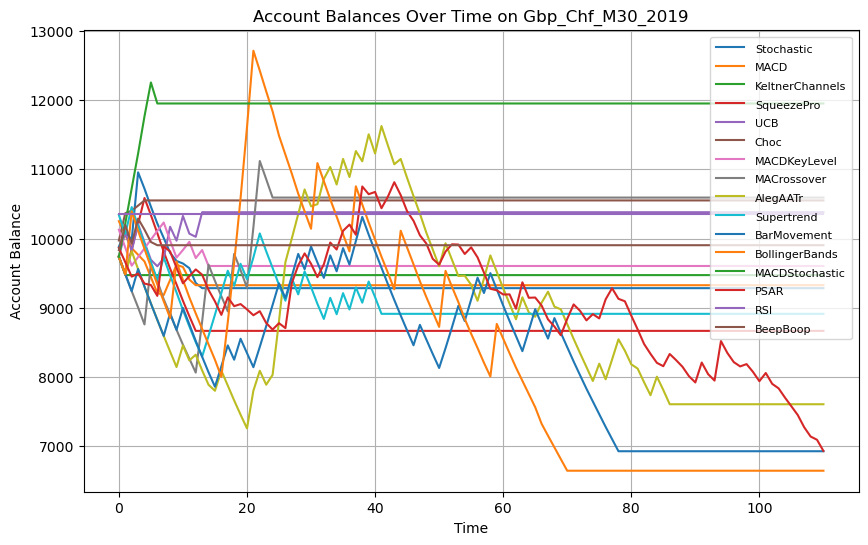 Account Balances Over Time on Gbp_Chf_M30_2019
Account Balance
13000
12000
11000
10000
9000
8000
7000
Stochastic
MACD
KeltnerChannels
SqueezePro
UCB
Choc
MACDKeyLevel
MACrossover
AlegAATr
Supertrend
BarMovement
BollingerBands
MACDStochastic
PSAR
RSI
BeepBoop
0
20
40
60
80
100
Time